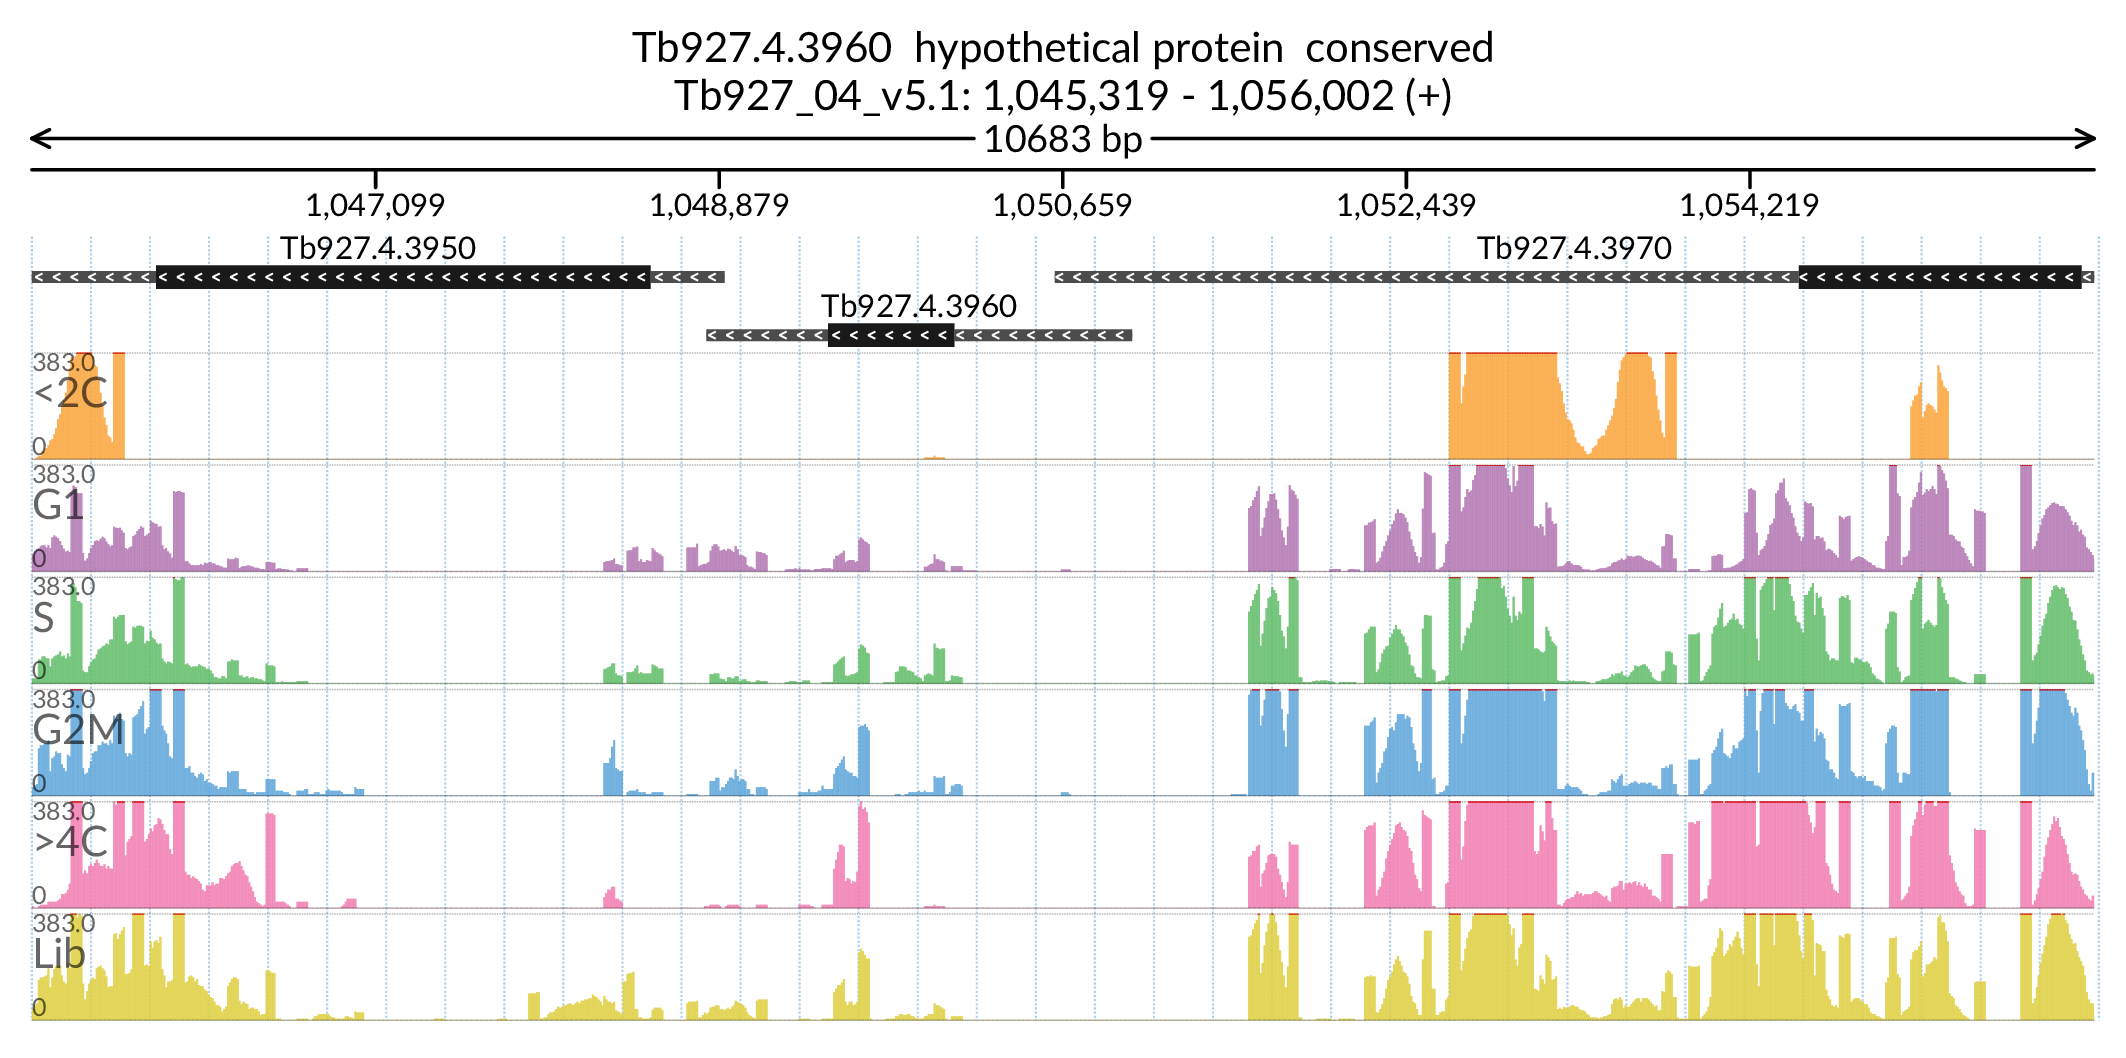 Tb927.4.3960  hypothetical protein  conserved
Tb927_04_v5.1: 1,045,319 - 1,056,002 (+)
10683 bp
1,047,099 1,048,879 1,050,659 1,052,439 1,054,219
Tb927.4.3950 Tb927.4.3970
Tb927.4.3960
383.0
<2C
0
383.0
G1
0
383.0
S
0
383.0
G2M
0
383.0
>4C
0
383.0
Lib
0